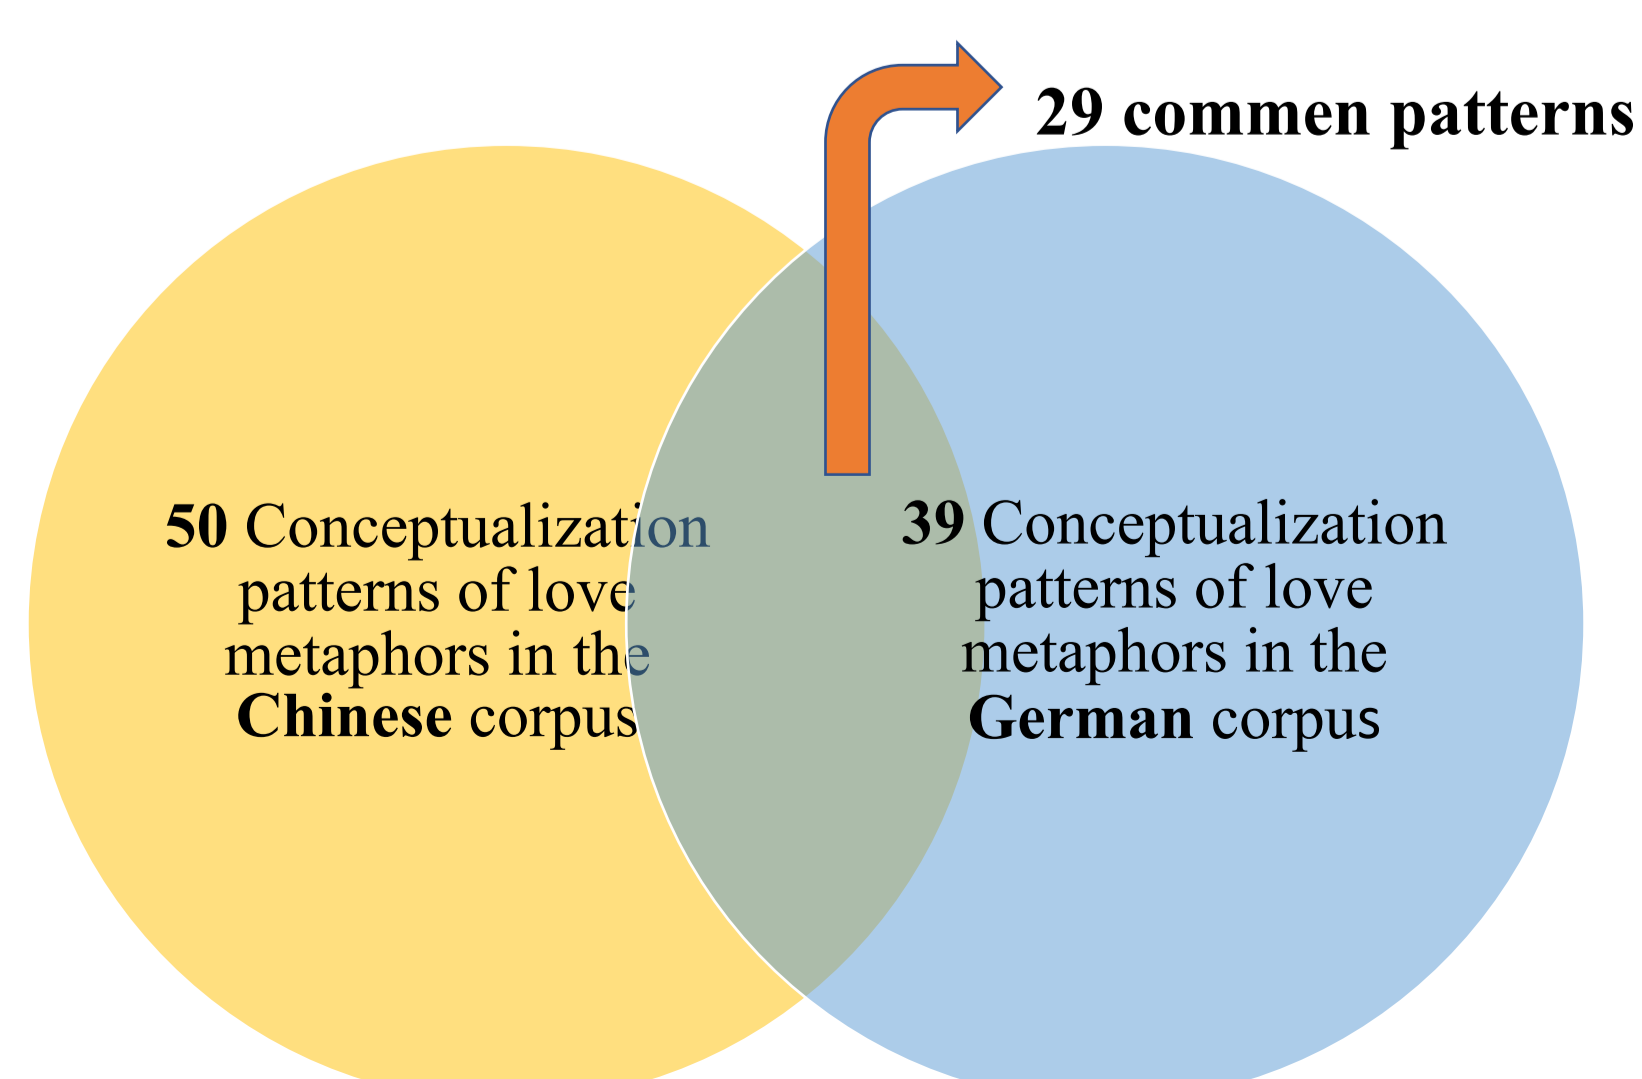 29 commen patterns
50 Conceptualization
patterns of love
metaphors in the
Chinese corpus
39 Conceptualization
patterns of love
metaphors in the
German corpus